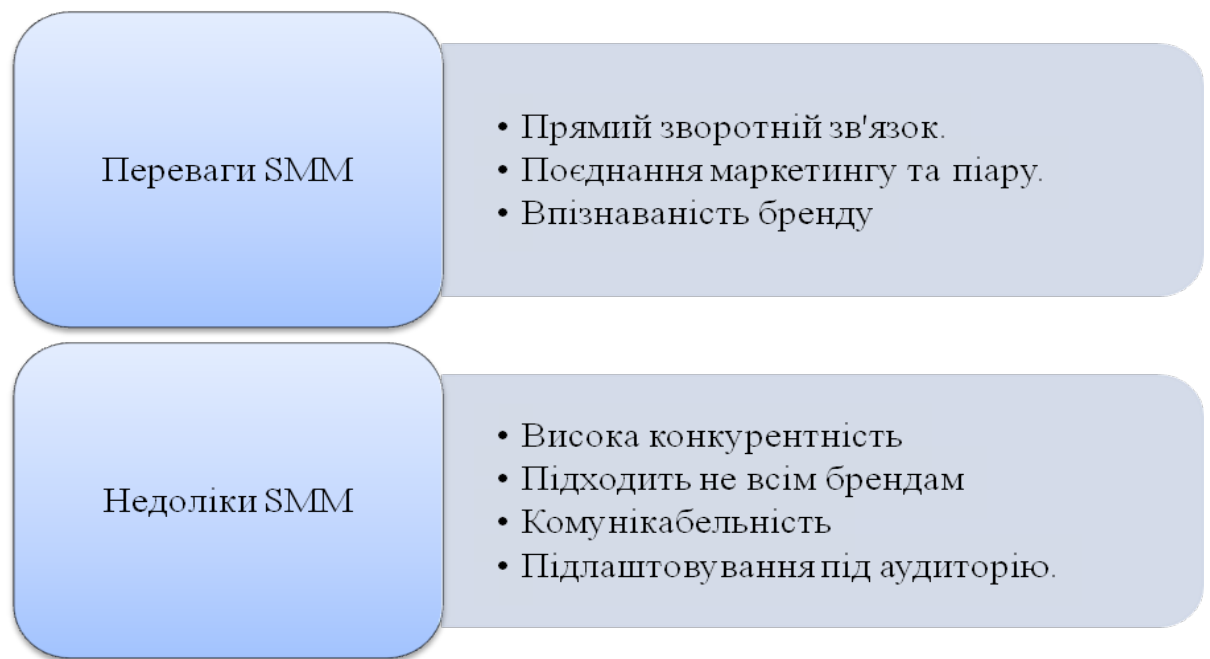 Переваги SMM
• Прямий зворотній зв'язок.
• Поєднання маркетингу та піару.
• Впізнаваність бренду
Недоліки SMM
• Висока конкурентність
• Підходить не всім брендам
• Комунікабельність
• Підлаштовування під аудиторію.